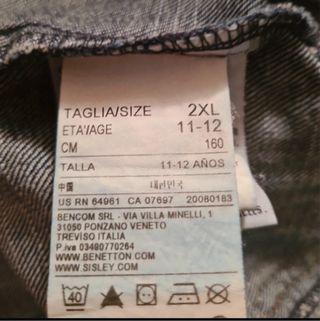 TAGLIA/SIZE 2XL
ETA'/AGE 11-12
CM 160
TALLA 11-12 AÑOS
中国 대한민국
US RN 64961 CA 07697 20080183
BENCOM SRL - VIA VILLA MINELLI, 1
31050 PONZANO VENETO
TREVISO ITALIA
P.iva 03490770264
WWW.BENETTON.COM
WWW.SISLEY.COM
40